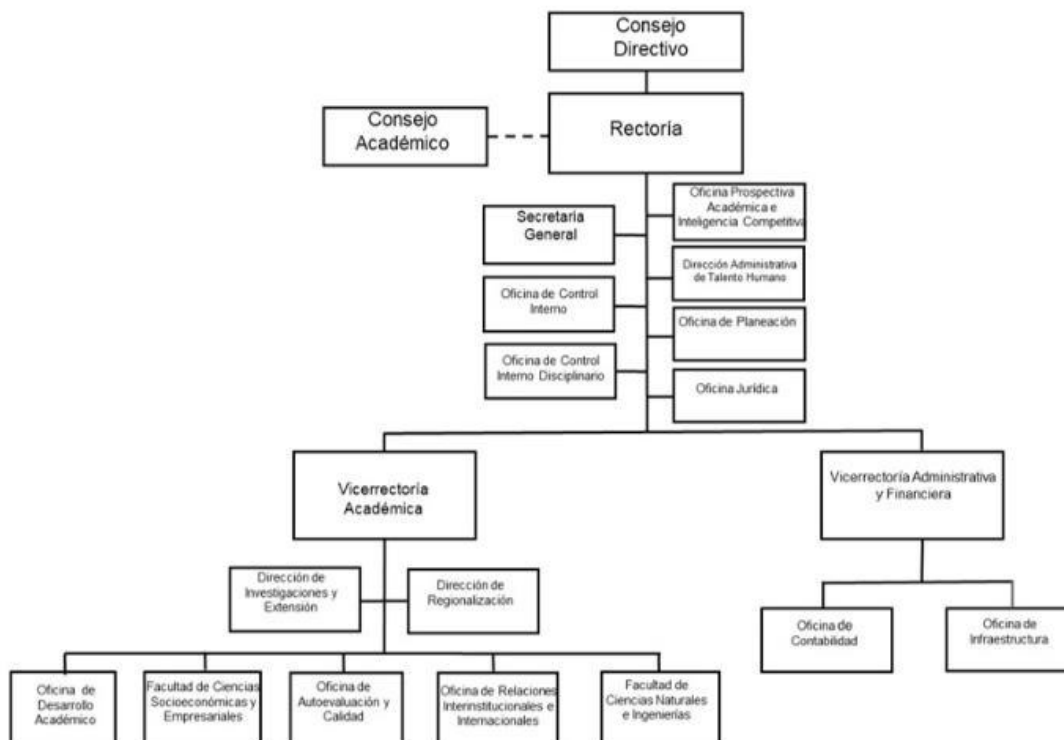 Consejo
Directivo
Consejo
Académico
Rectoría
Secretaría
General
Oficina Prospectiva
Académica e
Inteligencia Competitiva
Dirección Administrativa
de Talento Humano
Oficina de Control
Interno
Oficina de Planeación
Oficina de Control
Interno Disciplinario
Oficina Jurídica
Vicerrectoría
Académica
Vicerrectoría Administrativa
y Financiera
Dirección de
Investigaciones y
Extensión
Dirección de
Regionalización
Oficina de
Contabilidad
Oficina de
Infraestructura
Oficina de
Desarrollo
Académico
Facultad de Ciencias
Socioeconómicas y
Empresariales
Oficina de
Autoevaluación y
Calidad
Oficina de Relaciones
Interinstitucionales e
Internacionales
Facultad de
Ciencias Naturales
e Ingenierías